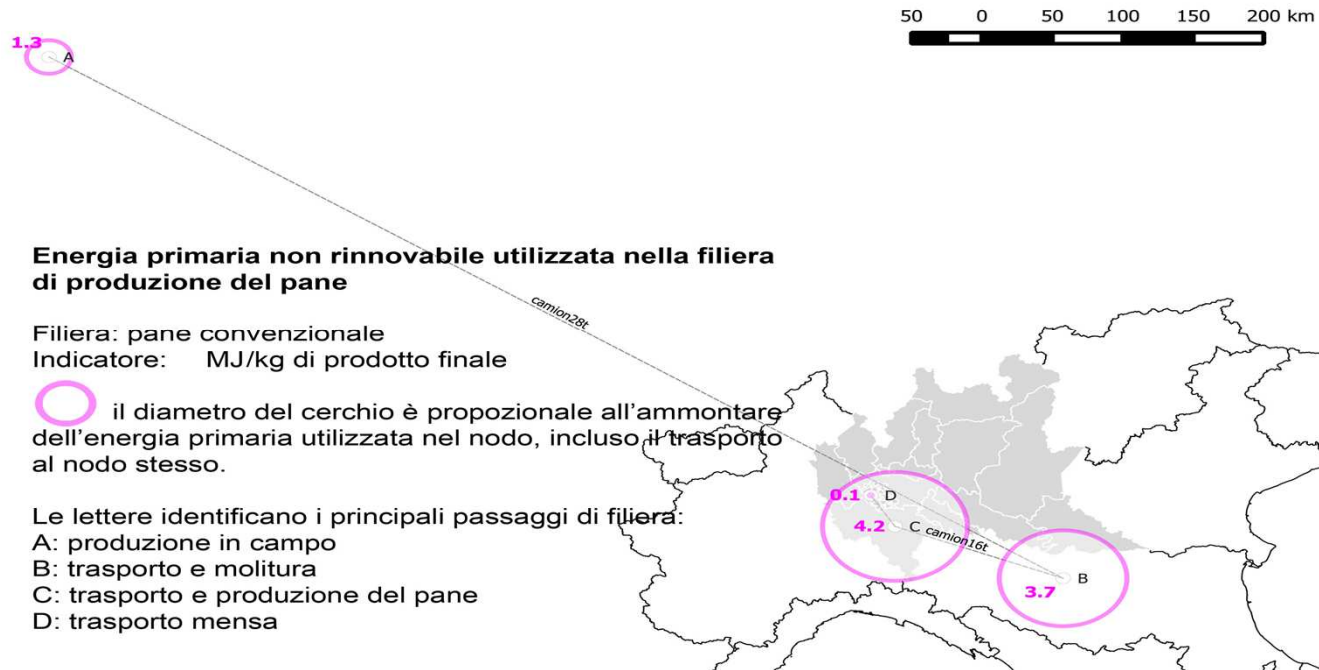 50 0 50 100 150 200 km
1.3
A
Energia primaria non rinnovabile utilizzata nella filiera
di produzione del pane
camion28t
Filiera: pane convenzionale
Indicatore: MJ/kg di prodotto finale
il diametro del cerchio è propozionale all'ammontare
dell'energia primaria utilizzata nel nodo, incluso il trasporto
al nodo stesso.
0.1 D
4.2 C camion16t
Le lettere identificano i principali passaggi di filiera:
A: produzione in campo
B: trasporto e molitura
C: trasporto e produzione del pane
D: trasporto mensa
3.7 B